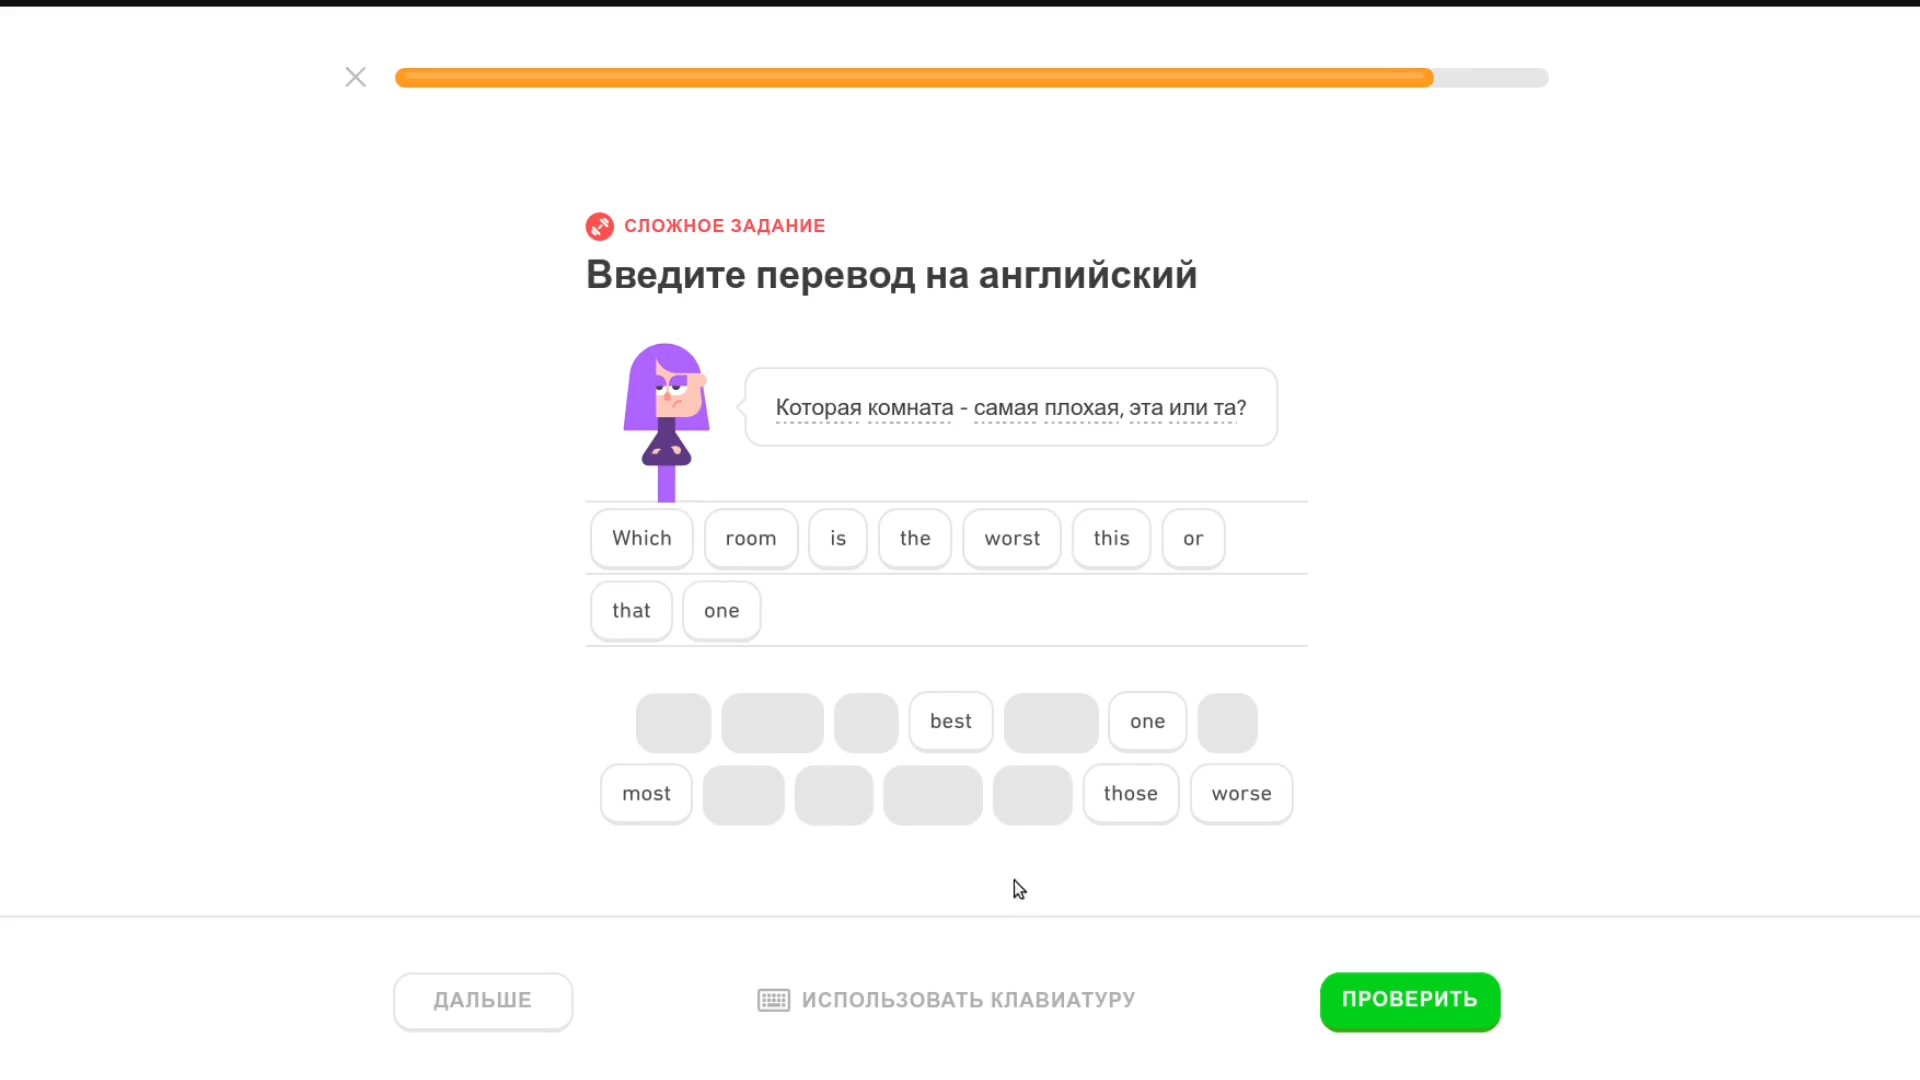 СЛОЖНОЕ ЗАДАНИЕ
Введите перевод на английский
Которая комната - самая плохая, эта или та?
Which room is the worst this or
that one
best one
most those worse
ДАЛЬШЕ ИСПОЛЬЗОВАТЬ КЛАВИАТУРУ ПРОВЕРИТЬ